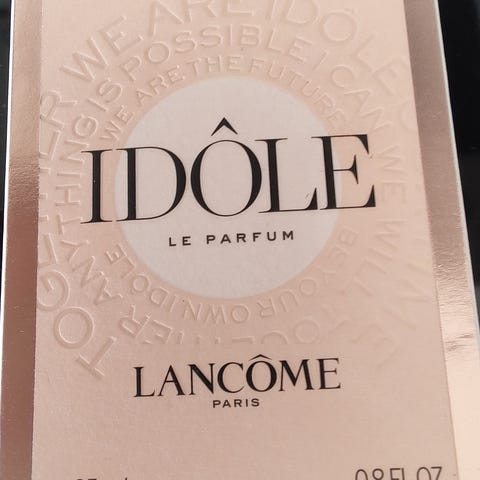 TOGETHER WE ARE IDÔLE
ANYTHING IS POSSIBLE I CAN WE WILL
WE ARE THE FUTURE
IDÔLE
LE PARFUM
BE YOUR OWN IDÔLE
LANCÔME
PARIS
0.8 FL OZ